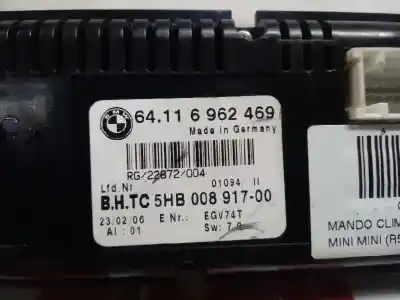 BMW
64.11 6 962 469
Made in Germany
RG/22872/004
Lfd.Nr 01094 II
B.H.TC 5HB 008 917-00
23/02/06 E Nr.: EGV74T
AI: 01 Sw: 7.0
MANDO CLIM
MINI MINI (R5